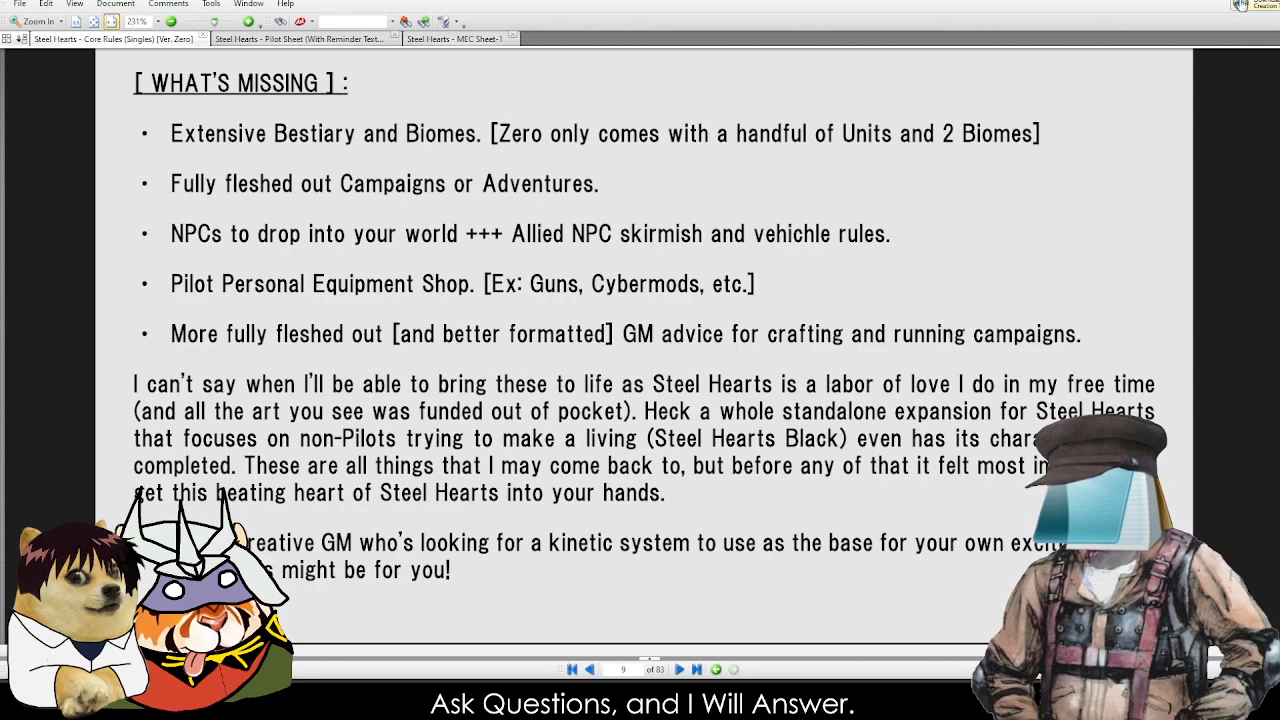 File Edit View Document Comments Tools Window Help
Zoom In 231%
Creation
Steel Hearts - Core Rules (Singles) [Ver. Zero] Steel Hearts - Pilot Sheet (With Reminder Text... Steel Hearts - MEC Sheet-1
[ WHAT'S MISSING ] :
• Extensive Bestiary and Biomes. [Zero only comes with a handful of Units and 2 Biomes]
• Fully fleshed out Campaigns or Adventures.
• NPCs to drop into your world +++ Allied NPC skirmish and vehichle rules.
• Pilot Personal Equipment Shop. [Ex: Guns, Cybermods, etc.]
• More fully fleshed out [and better formatted] GM advice for crafting and running campaigns.
I can't say when I'll be able to bring these to life as Steel Hearts is a labor of love I do in my free time
(and all the art you see was funded out of pocket). Heck a whole standalone expansion for Steel Hearts
that focuses on non-Pilots trying to make a living (Steel Hearts Black) even has its
completed. These are all things that I may come back to, but before any of that it felt most
get this beating heart of Steel Hearts into your hands.
GM who's looking for a kinetic system to use as the base for your own
might be for you!
9 of 83
Ask Questions, and I Will Answer.